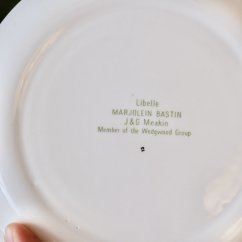 Libelle
MARJOLEIN BASTIN
J&G Meakin
Member of the Wedgwood Group